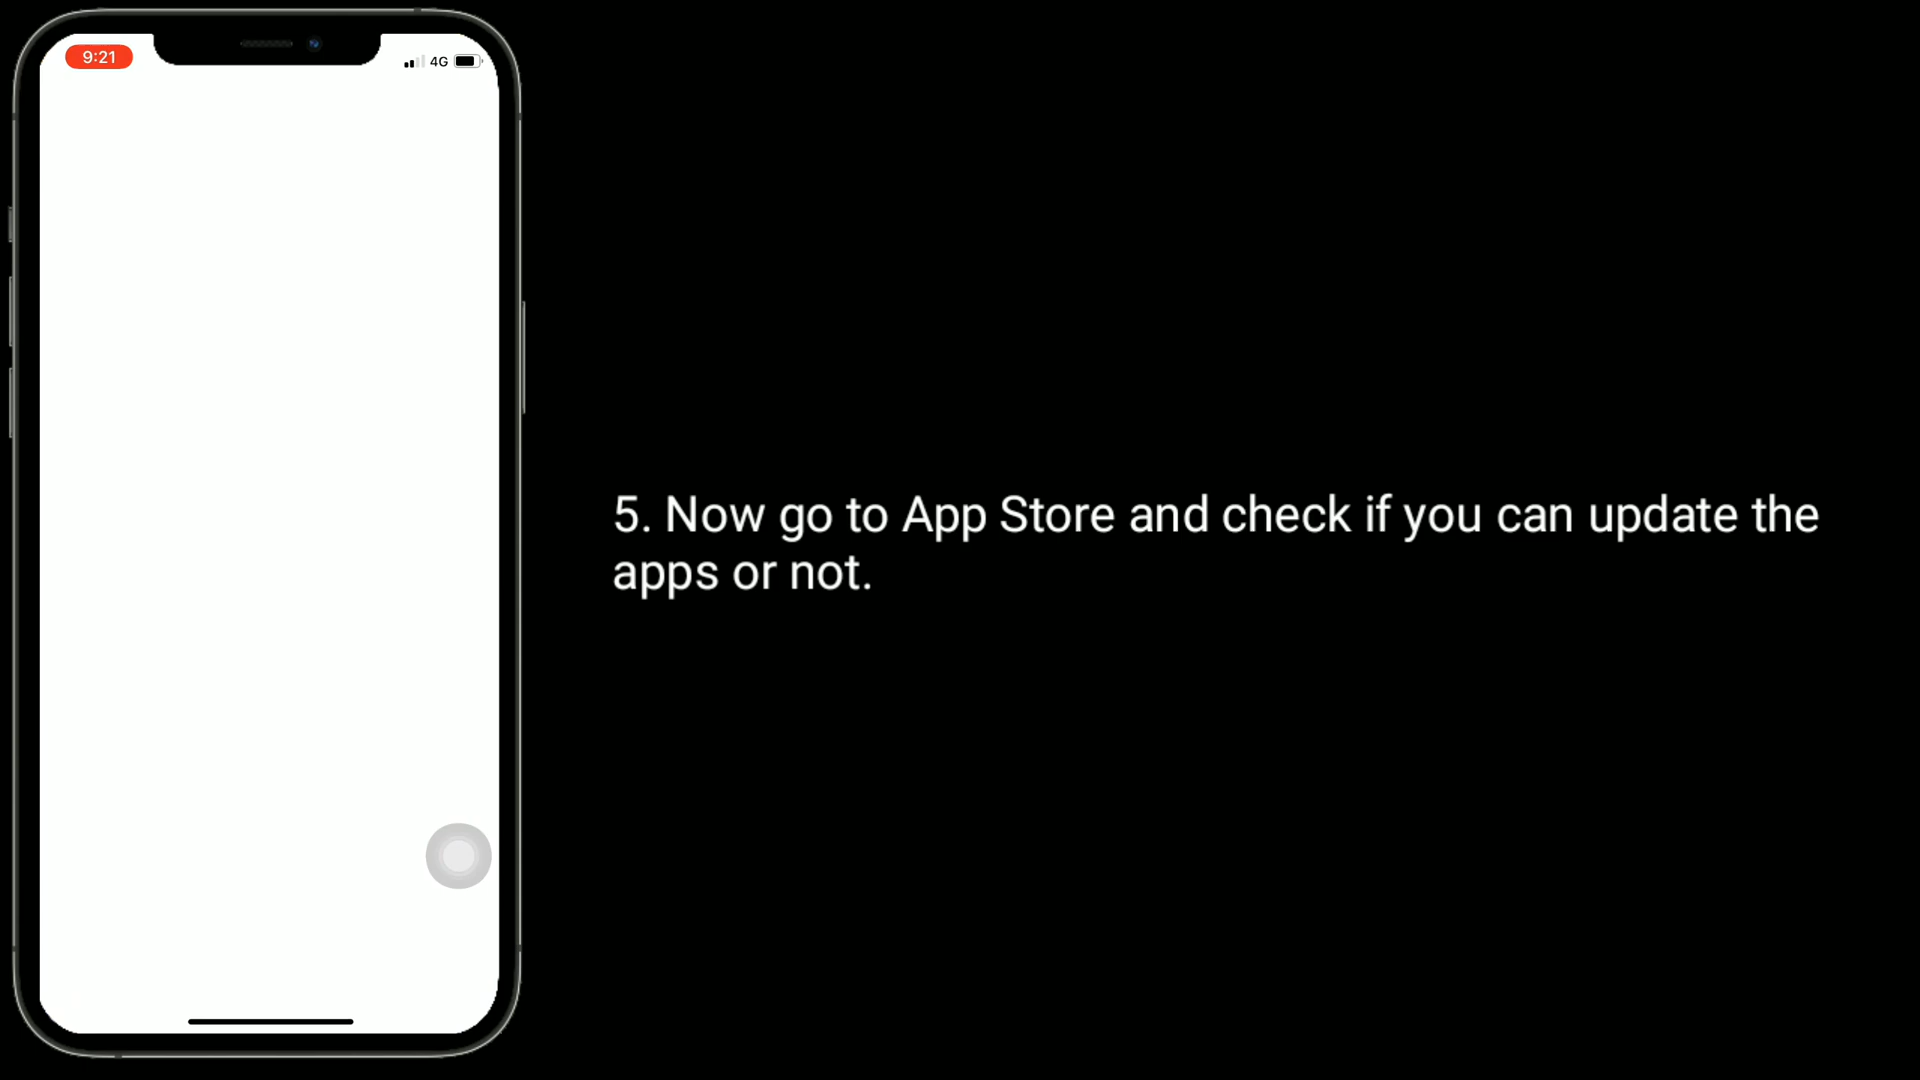 9:21
4G
5. Now go to App Store and check if you can update the
apps or not.